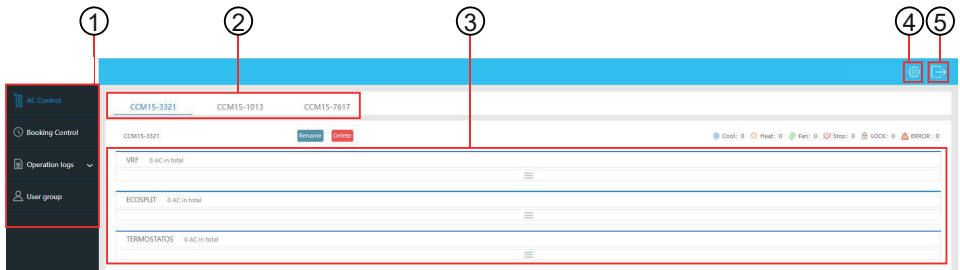 1 2 3 4 5
AC Control
CCM15-3321 CCM15-1013 CCM15-7617
Booking Control
CCM15-3321 Rename Delete Cool: 0 Heat: 0 Fan: 0 Stop: 0 LOCK: 0 ERROR: 0
VRF 0 AC in total
Operation logs
User group
ECOSPLIT 0 AC in total
TERMOSTATOS 0 AC in total